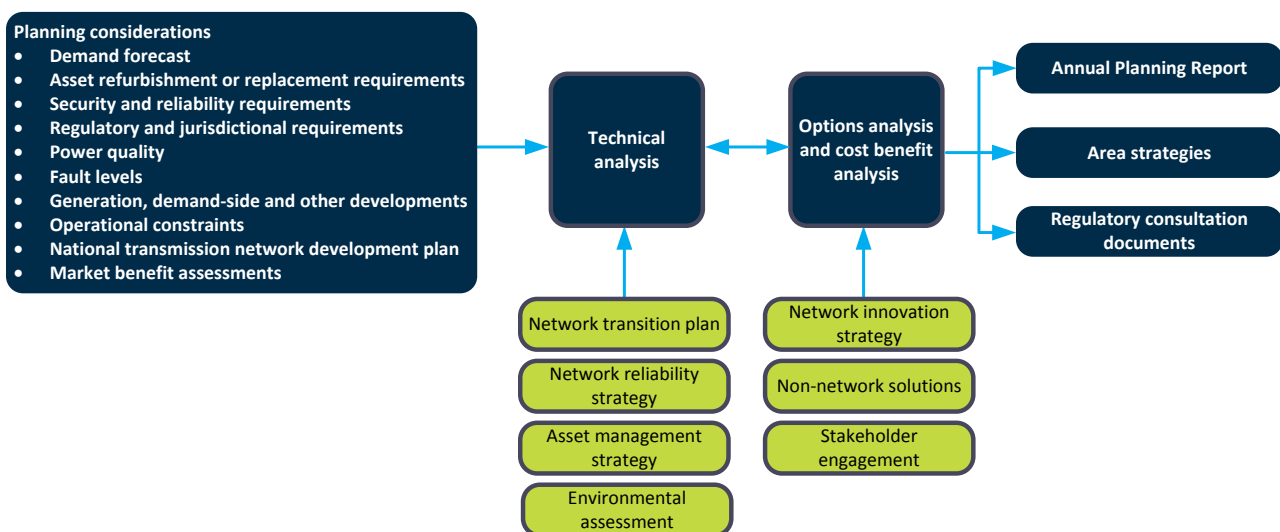 Planning considerations
• Demand forecast
• Asset refurbishment or replacement requirements
• Security and reliability requirements
• Regulatory and jurisdictional requirements
• Power quality
• Fault levels
• Generation, demand-side and other developments
• Operational constraints
• National transmission network development plan
• Market benefit assessments
Technical
analysis
Options analysis
and cost benefit
analysis
Annual Planning Report
Area strategies
Regulatory consultation
documents
Network transition plan
Network reliability
strategy
Asset management
strategy
Environmental
assessment
Network innovation
strategy
Non-network solutions
Stakeholder
engagement